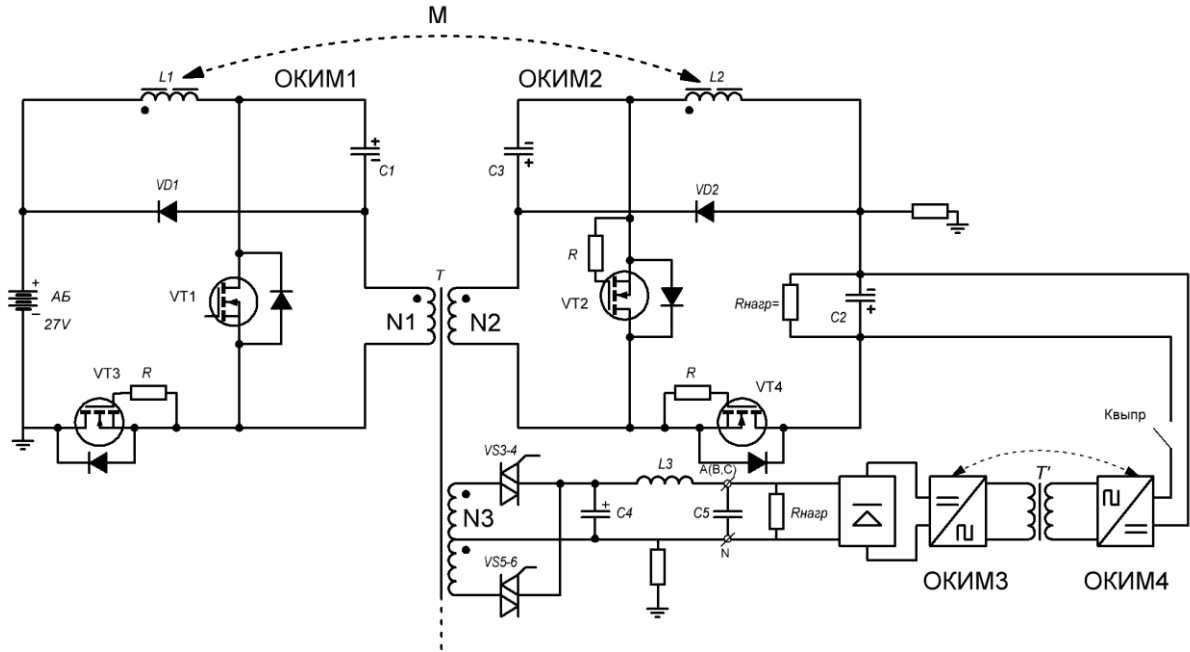 М
L1
ОКИМ1
ОКИМ2
L2
C1
C3
VD1
VD2
R
АБ
27V
VT1
T
N1
N2
VT2
Rнагр=
C2
VT3
R
R
VT4
Kвыпр
VS3-4
L3
A(B,C)
N3
C4
C5
Rнагр
T'
N
VS5-6
ОКИМ3
ОКИМ4